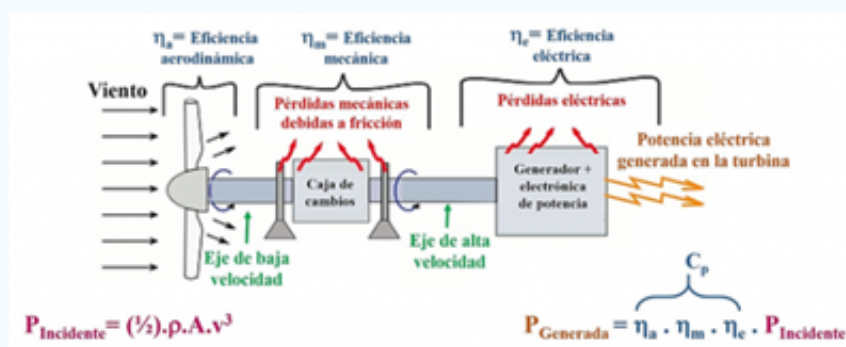 ηa= Eficiencia
aerodinámica
ηm= Eficiencia
mecánica
ηe= Eficiencia
eléctrica
Viento
Pérdidas mecánicas
debidas a fricción
Pérdidas eléctricas
Potencia eléctrica
generada en la turbina
Caja de
cambios
Generador +
electrónica
de potencia
Eje de baja
velocidad
Eje de alta
velocidad
Cp
PIncidente= (½).ρ.A.v³
PGenerada = ηa . ηm . ηe . PIncidente